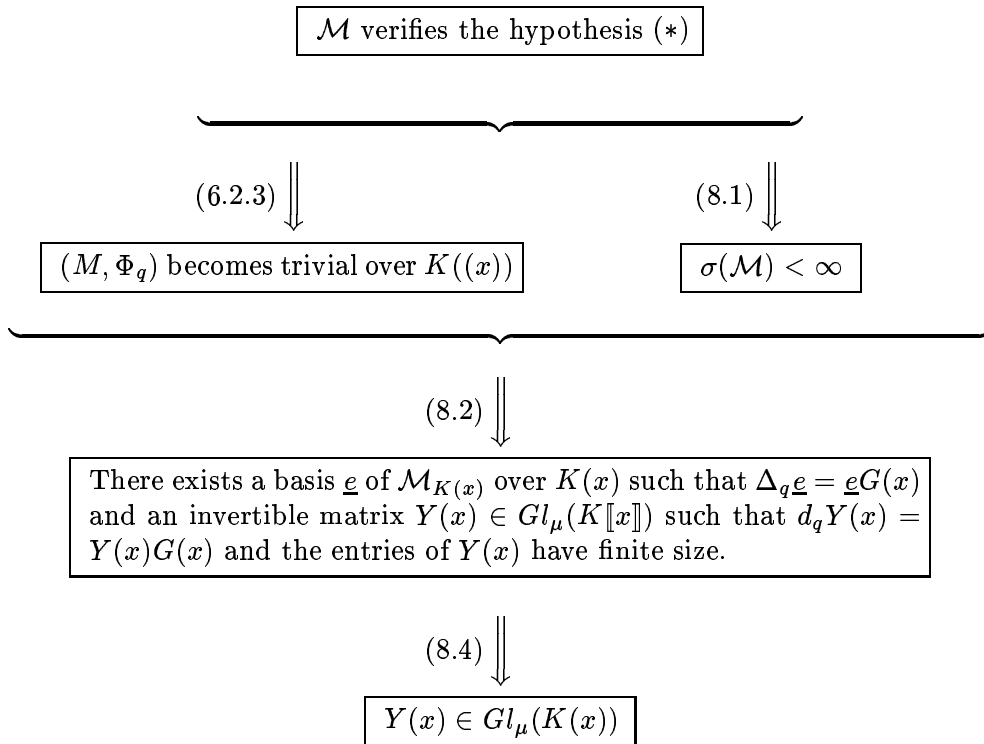 𝓜 verifies the hypothesis (∗)
(6.2.3) ⇓ (8.1) ⇓
(M, Φ_q) becomes trivial over K((x)) σ(𝓜) < ∞
(8.2) ⇓
There exists a basis e̲ of 𝓜_{K(x)} over K(x) such that Δ_q e̲ = e̲G(x)
and an invertible matrix Y(x) ∈ Gl_μ(K⟦x⟧) such that d_qY(x) =
Y(x)G(x) and the entries of Y(x) have finite size.
(8.4) ⇓
Y(x) ∈ Gl_μ(K(x))